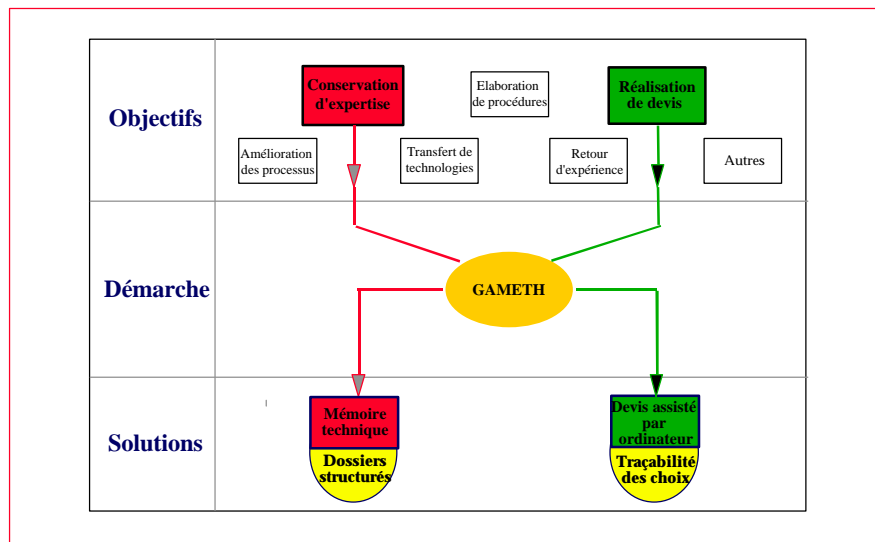 Objectifs
Conservation
d'expertise
Elaboration
de procédures
Réalisation
de devis
Amélioration
des processus
Transfert de
technologies
Retour
d'expérience
Autres
Démarche
GAMETH
Solutions
Mémoire
technique
Dossiers
structurés
Devis assisté
par
ordinateur
Traçabilité
des choix